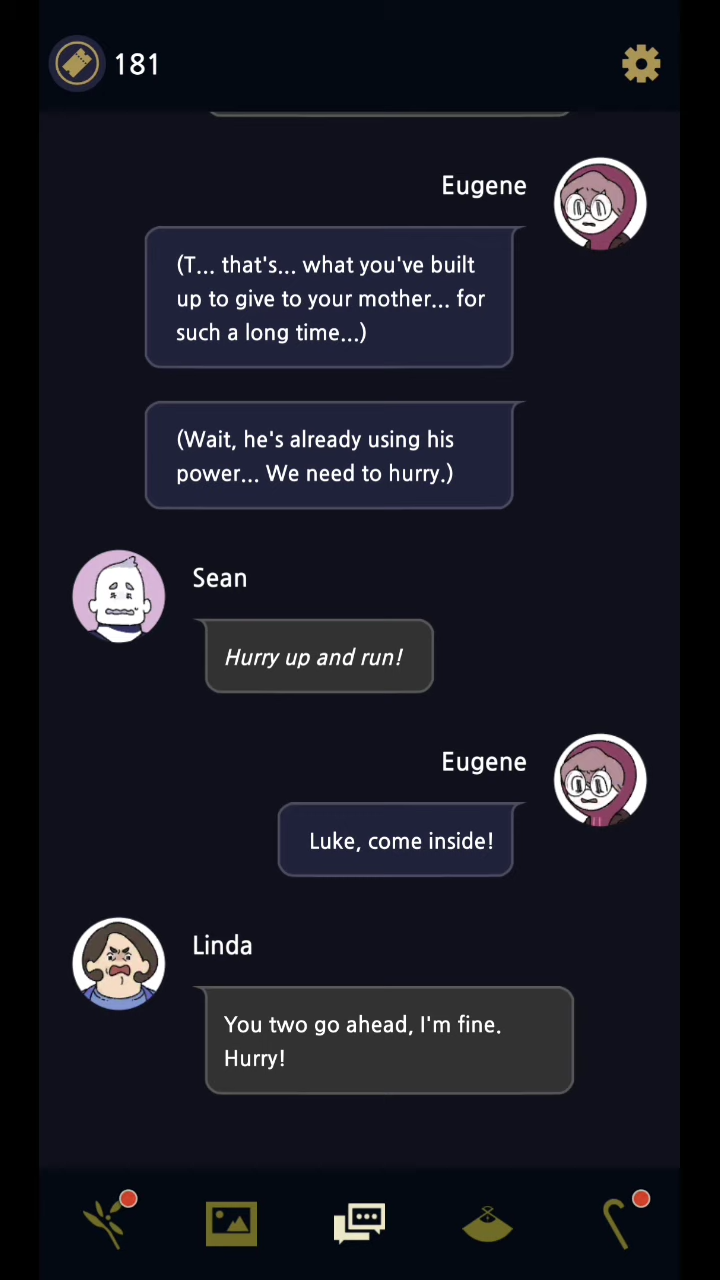 181
Eugene
(T... that's... what you've built
up to give to your mother... for
such a long time...)
(Wait, he's already using his
power... We need to hurry.)
Sean
Hurry up and run!
Eugene
Luke, come inside!
Linda
You two go ahead, I'm fine.
Hurry!